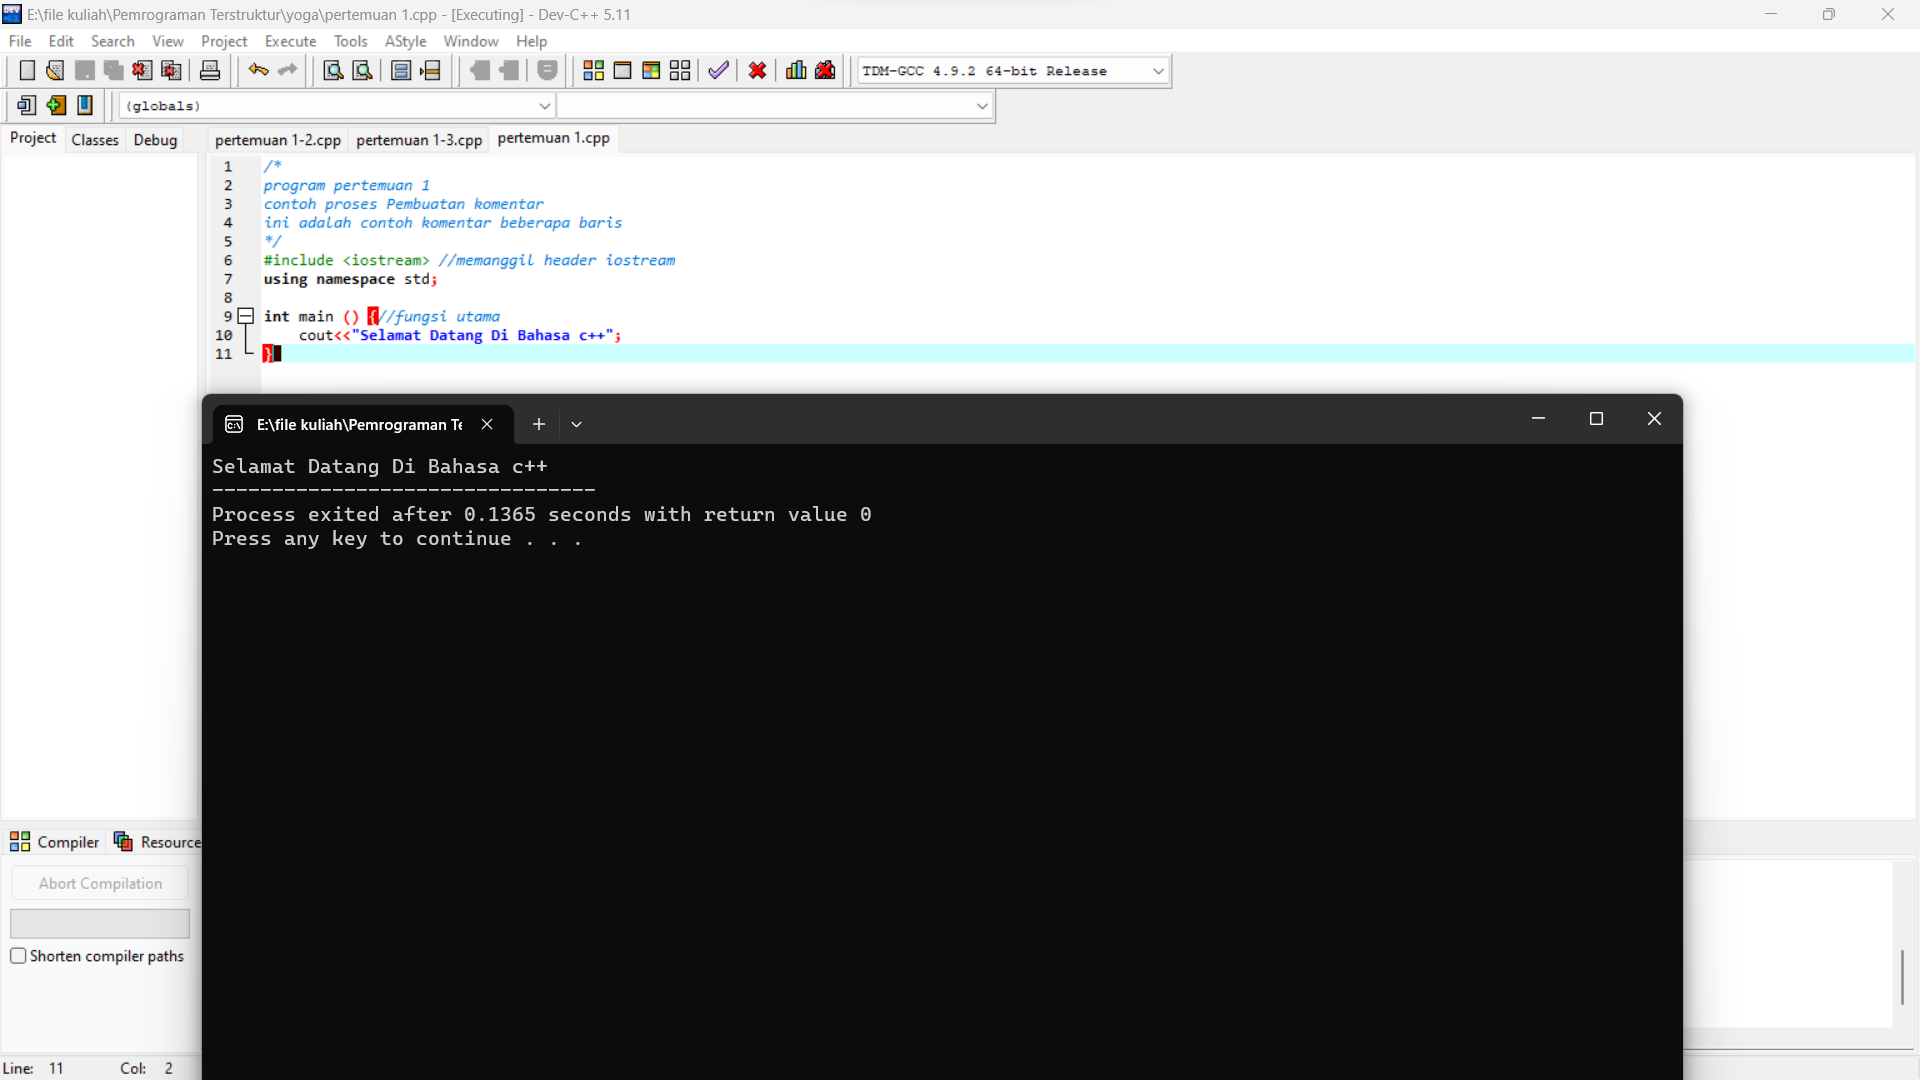 E:\file kuliah\Pemrograman Terstruktur\yoga\pertemuan 1.cpp - [Executing] - Dev-C++ 5.11
File Edit Search View Project Execute Tools AStyle Window Help
TDM-GCC 4.9.2 64-bit Release
(globals)
Project Classes Debug
pertemuan 1-2.cpp pertemuan 1-3.cpp pertemuan 1.cpp
1 /*
2 program pertemuan 1
3 contoh proses Pembuatan komentar
4 ini adalah contoh komentar beberapa baris
5 */
6 #include <iostream> //memanggil header iostream
7 using namespace std;
8
9 int main () {//fungsi utama
10 cout<<"Selamat Datang Di Bahasa c++";
11 }
E:\file kuliah\Pemrograman Te
Selamat Datang Di Bahasa c++
--------------------------------
Process exited after 0.1365 seconds with return value 0
Press any key to continue . . .
Compiler Resource
Abort Compilation
Shorten compiler paths
Line: 11 Col: 2